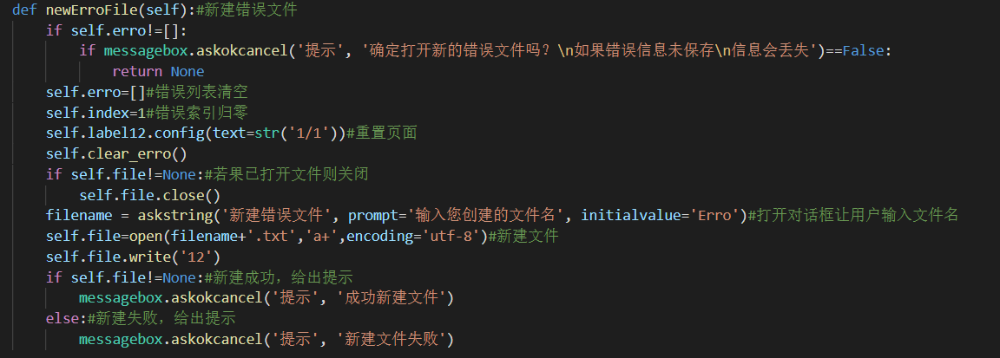 def newErroFile(self):#新建错误文件
    if self.erro!=[]:
        if messagebox.askokcancel('提示', '确定打开新的错误文件吗？\n如果错误信息未保存\n信息会丢失')==False:
            return None
    self.erro=[]#错误列表清空
    self.index=1#错误索引归零
    self.label12.config(text=str('1/1'))#重置页面
    self.clear_erro()
    if self.file!=None:#若果已打开文件则关闭
        self.file.close()
    filename = askstring('新建错误文件', prompt='输入您创建的文件名', initialvalue='Erro')#打开对话框让用户输入文件名
    self.file=open(filename+'.txt','a+',encoding='utf-8')#新建文件
    self.file.write('12')
    if self.file!=None:#新建成功，给出提示
        messagebox.askokcancel('提示', '成功新建文件')
    else:#新建失败，给出提示
        messagebox.askokcancel('提示', '新建文件失败')